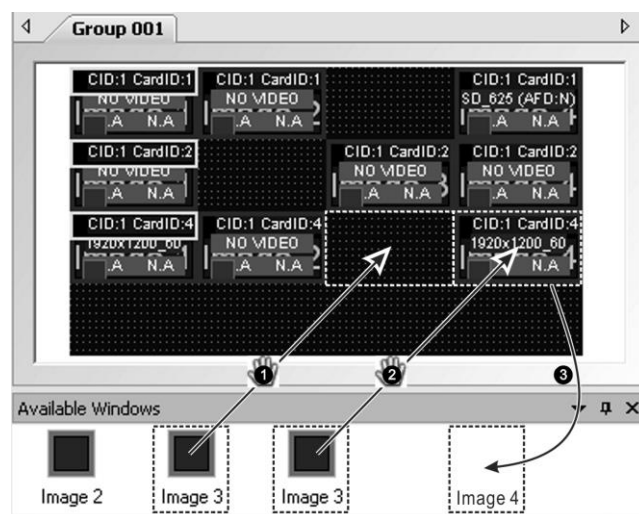 Group 001
CID:1 CardID:1
CID:1 CardID:1
CID:1 CardID:1
NO VIDEO
NO VIDEO
SD_625 (AFD:N)
.A N.A
.A N.A
.A N.A
CID:1 CardID:2
CID:1 CardID:2
CID:1 CardID:2
NO VIDEO
NO VIDEO
NO VIDEO
.A N.A
.A N.A
.A N.A
CID:1 CardID:4
CID:1 CardID:4
CID:1 CardID:4
1920x1200_60
NO VIDEO
1920x1200_60
.A N.A
.A N.A
.A N.A
1
2
3
Available Windows
Image 2
Image 3
Image 3
Image 4